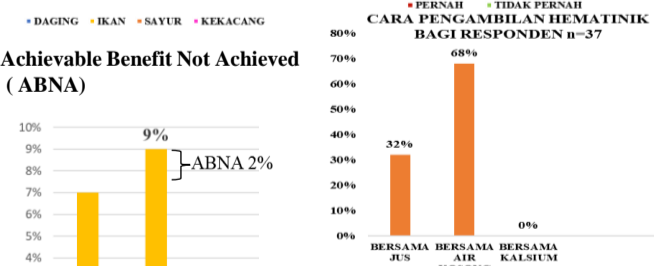 DAGING IKAN SAYUR KEKACANG
Achievable Benefit Not Achieved
( ABNA)
10%
9%
8%
7%
6%
5%
4%
9%
ABNA 2%
PERNAH TIDAK PERNAH
CARA PENGAMBILAN HEMATINIK
BAGI RESPONDEN n=37
80%
70%
60%
50%
40%
30%
20%
10%
0%
32%
68%
0%
BERSAMA JUS
BERSAMA AIR
BERSAMA KALSIUM